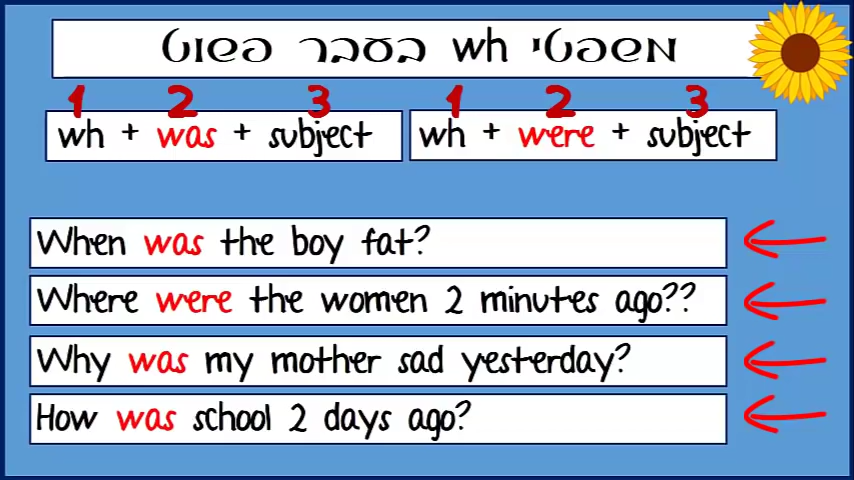 משפטי wh בעבר פשוט
1 2 3
wh + was + subject
1 2 3
wh + were + subject
When was the boy fat?
Where were the women 2 minutes ago??
Why was my mother sad yesterday?
How was school 2 days ago?